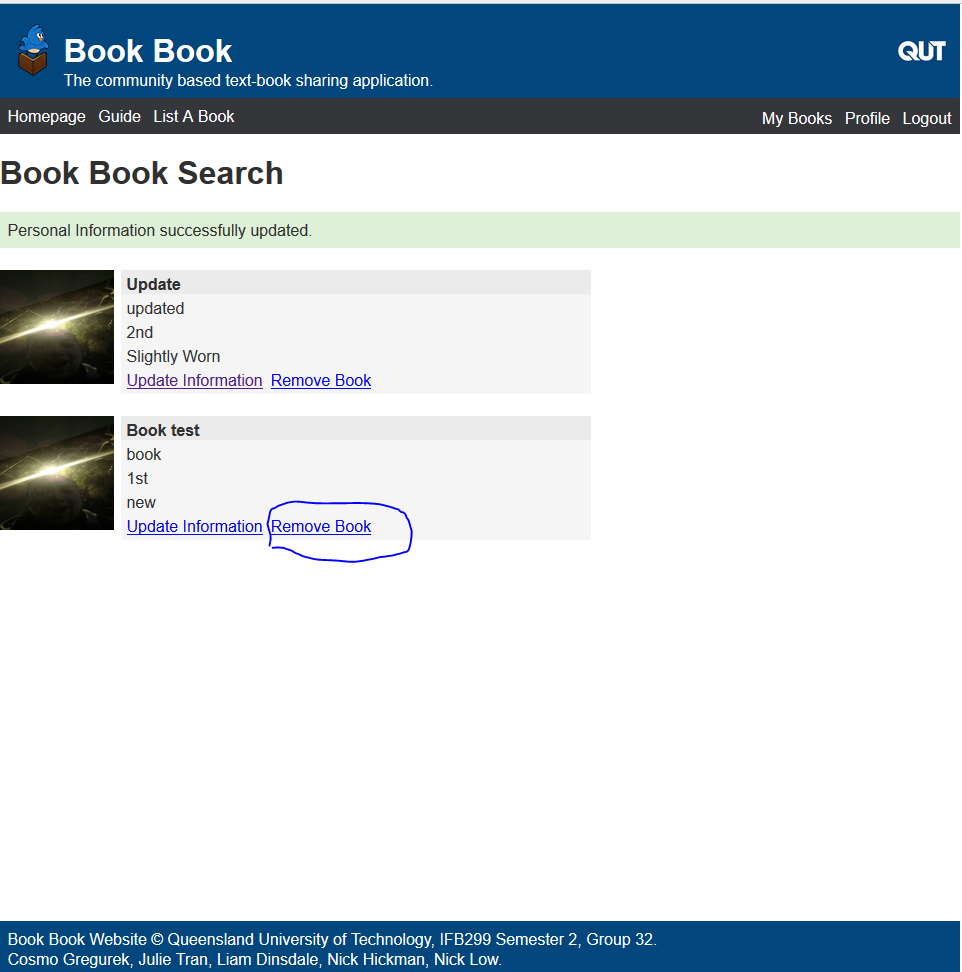 Book Book
The community based text-book sharing application.
QUT
Homepage Guide List A Book
My Books Profile Logout
Book Book Search
Personal Information successfully updated.
Update
updated
2nd
Slightly Worn
Update Information Remove Book
Book test
book
1st
new
Update Information Remove Book
Book Book Website © Queensland University of Technology, IFB299 Semester 2, Group 32.
Cosmo Gregurek, Julie Tran, Liam Dinsdale, Nick Hickman, Nick Low.